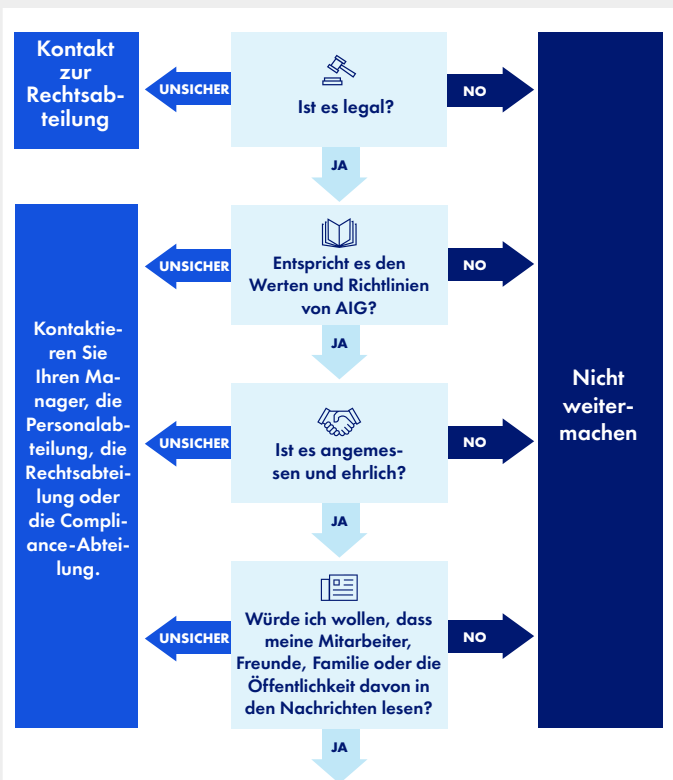 Kontakt
zur
Rechtsab-
teilung
UNSICHER
Ist es legal?
NO
JA
UNSICHER
Entspricht es den
Werten und Richtlinien
von AIG?
NO
JA
Kontaktie-
ren Sie
Ihren Ma-
nager, die
Personalab-
teilung, die
Rechtsabtei-
lung oder
die Compli-
ance-Abtei-
lung.
UNSICHER
Ist es angemes-
sen und ehrlich?
NO
Nicht
weiter-
machen
JA
UNSICHER
Würde ich wollen, dass
meine Mitarbeiter,
Freunde, Familie oder die
Öffentlichkeit davon in
den Nachrichten lesen?
NO
JA